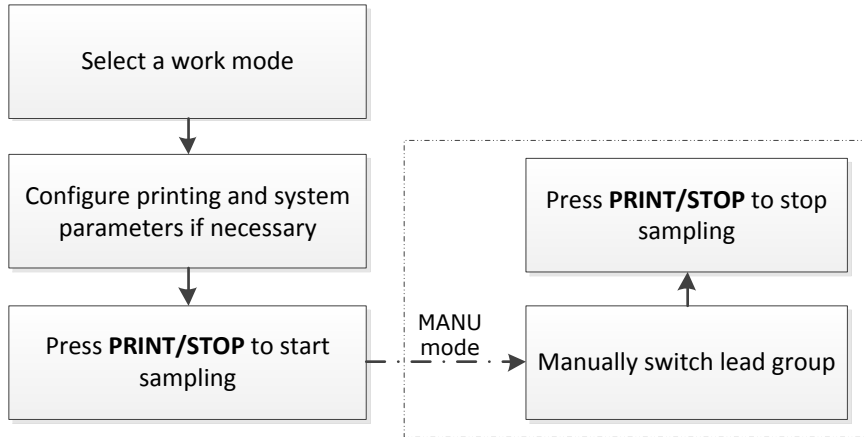 Select a work mode
Configure printing and system
parameters if necessary
Press PRINT/STOP to start
sampling
MANU
mode
Manually switch lead group
Press PRINT/STOP to stop
sampling